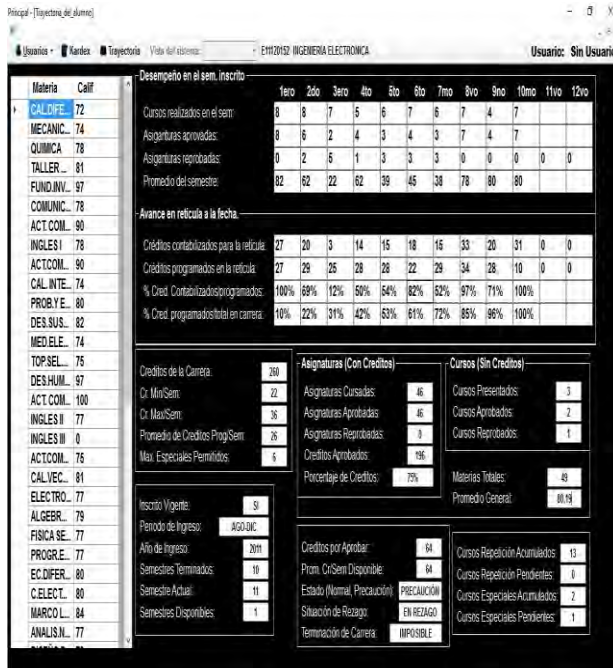 Principal - [Trayectoria del alumno]
Usuarios Kardex Trayectoria Vista del sistema: E11120152 INGENIERIA ELECTRONICA Usuario: Sin Usuario
Materia Calif
CAL.DIFE... 72
MECANIC... 74
QUIMICA 78
TALLER ... 81
FUND.INV... 97
COMUNIC... 78
ACT.COM... 90
INGLES I 78
ACT.COM... 90
CAL. INTE... 74
PROB.Y E... 80
DES.SUS... 82
MED.ELE... 74
TOP.SEL... 75
DES.HUM... 97
ACT.COM... 100
INGLES II 77
INGLES III 0
ACT.COM... 75
CAL.VEC... 81
ELECTRO... 77
ALGEBR... 79
FISICA SE... 77
PROGR.E... 77
EC.DIFER... 80
C.ELECT... 80
MARCO L... 84
ANALIS.N... 77
Desempeño en el sem. inscrito
1ero 2do 3ero 4to 5to 6to 7mo 8vo 9no 10mo 11vo 12vo
Cursos realizados en el sem: 8 8 7 5 6 7 6 7 4 7
Asiganturas aprovadas: 8 6 2 4 3 4 3 7 4 7
Asiganturas reprobadas: 0 2 5 1 3 3 3 0 0 0 0 0
Promedio del semestre: 82 62 22 62 39 45 38 78 80 80
Avance en reticula a la fecha.
Créditos contabilizados para la reticula: 27 20 3 14 15 18 15 33 20 31 0 0
Créditos programados en la reticula: 27 29 25 28 28 22 29 34 28 10 0 0
% Cred. Contabilizados/programados: 100% 69% 12% 50% 54% 82% 52% 97% 71% 100%
% Cred. programados/total en carrera: 10% 22% 31% 42% 53% 61% 72% 85% 96% 100%
Creditos de la Carrera: 260
Cr. Min/Sem: 22
Cr. Max/Sem: 36
Promedio de Creditos Prog/Sem: 26
Max. Especiales Permitidos: 6
Asignaturas (Con Creditos)
Asignaturas Cursadas: 46
Asignaturas Aprobadas 46
Asignaturas Reprobadas: 0
Creditos Aprobados: 196
Porcentaje de Creditos: 75%
Cursos (Sin Creditos)
Cursos Presentados: 3
Cursos Aprobados: 2
Cursos Reprobados: 1
Materias Totales: 49
Promedio General: 80.19
Inscrito Vigente: SI
Periodo de Ingreso: AGO-DIC
Año de Ingreso: 2011
Semestres Terminados: 10
Semestre Actual: 11
Semestres Disponibles: 1
Creditos por Aprobar: 64
Prom. Cr/Sem Disponible: 64
Estado (Normal, Precaución): PRECAUCIÓN
Situación de Rezago: EN REZAGO
Terminación de Carrera: IMPOSIBLE
Cursos Repetición Acumulados: 13
Cursos Repetición Pendientes: 0
Cursos Especiales Acumulados: 2
Cursos Especiales Pendientes: 1